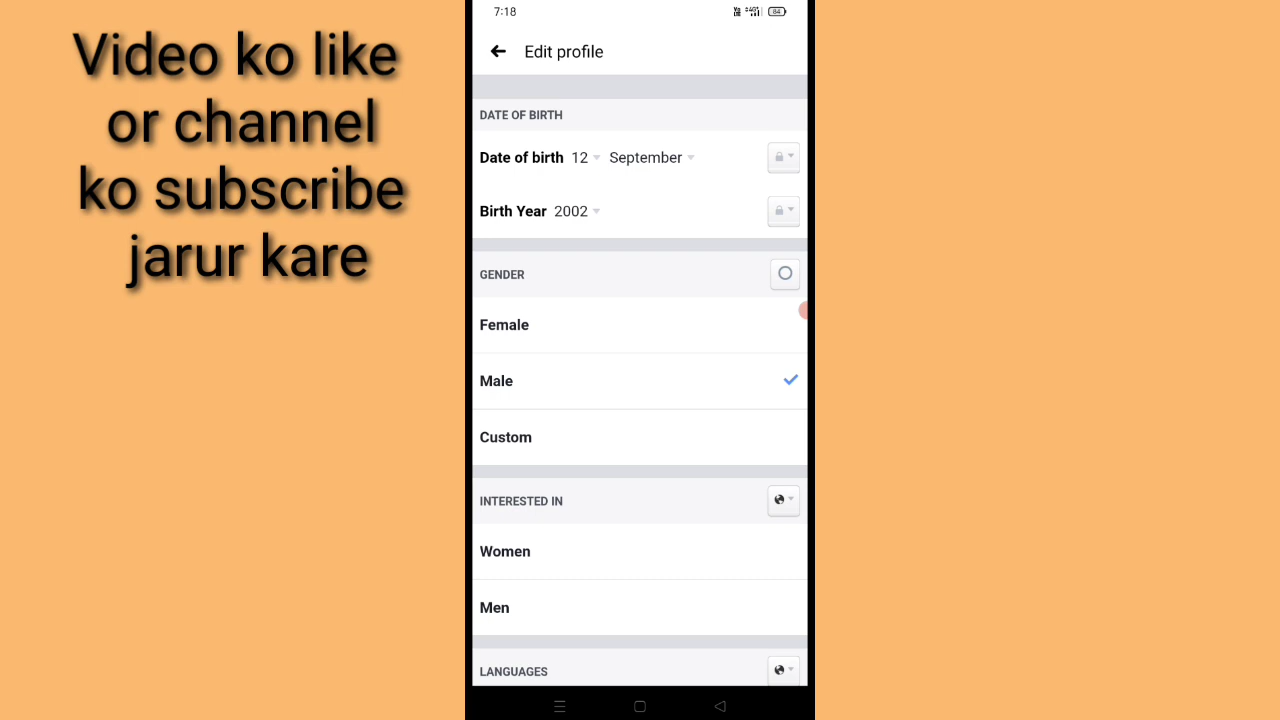 Video ko like
or channel
ko subscribe
jarur kare
7:18
84
Edit profile
DATE OF BIRTH
Date of birth 12 September
Birth Year 2002
GENDER
Female
Male
Custom
INTERESTED IN
Women
Men
LANGUAGES